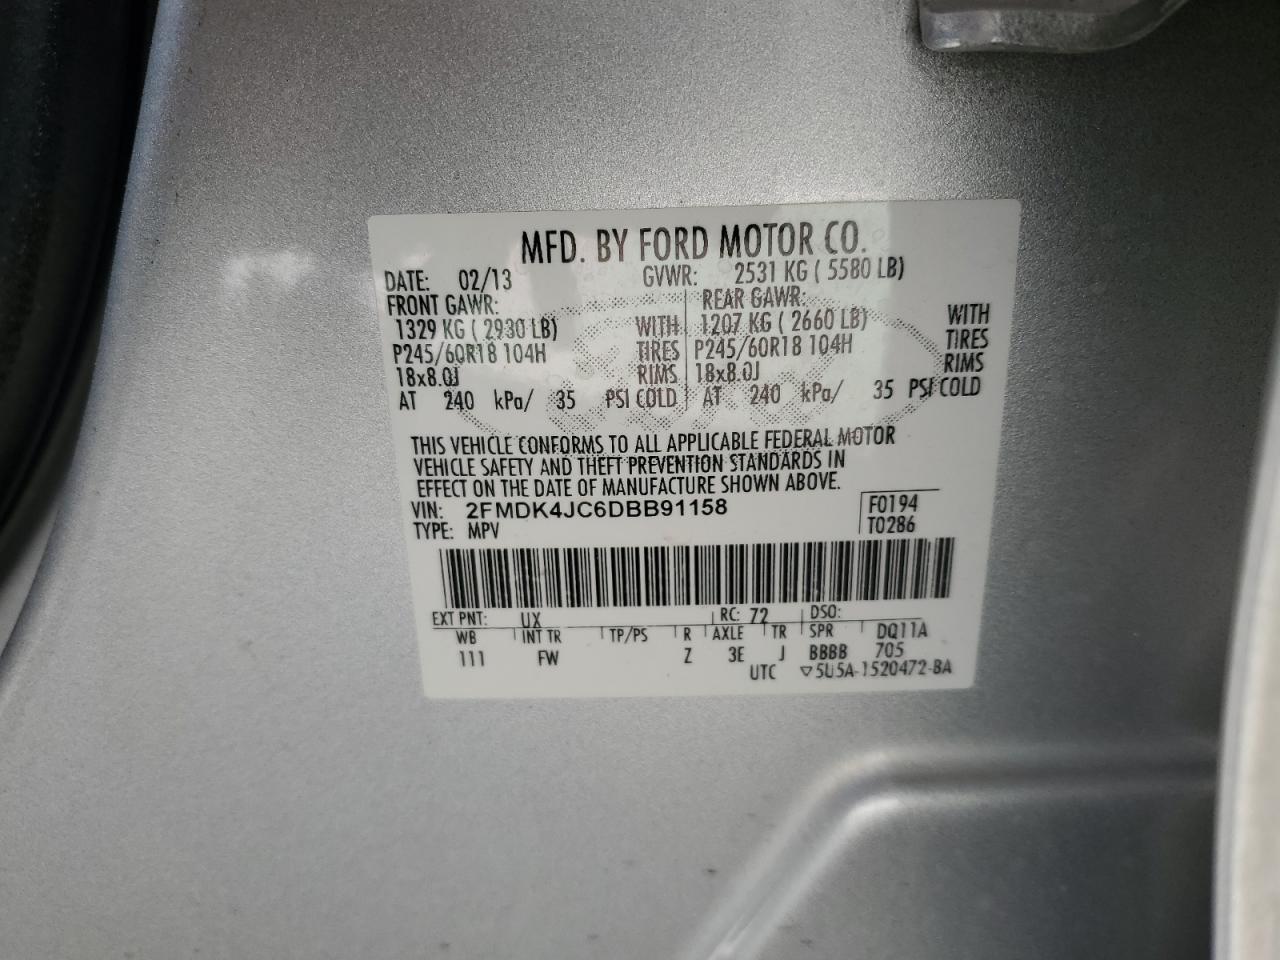 MFD. BY FORD MOTOR CO.
DATE: 02/13 GVWR: 2531 KG ( 5580 LB)
FRONT GAWR: REAR GAWR:
1329 KG ( 2930 LB) WITH 1207 KG ( 2660 LB) WITH
P245/60R18 104H TIRES P245/60R18 104H TIRES
18x8.0J RIMS 18x8.0J RIMS
AT 240 kPa/ 35 PSI COLD AT 240 kPa/ 35 PSI COLD
THIS VEHICLE CONFORMS TO ALL APPLICABLE FEDERAL MOTOR
VEHICLE SAFETY AND THEFT PREVENTION STANDARDS IN
EFFECT ON THE DATE OF MANUFACTURE SHOWN ABOVE.
VIN: 2FMDK4JC6DBB91158 F0194
TYPE: MPV T0286
EXT PNT: UX RC: 72 DSO:
WB INT TR TP/PS R AXLE TR SPR DQ11A
111 FW Z 3E J BBBB 705
UTC ▽5U5A-1520472-BA